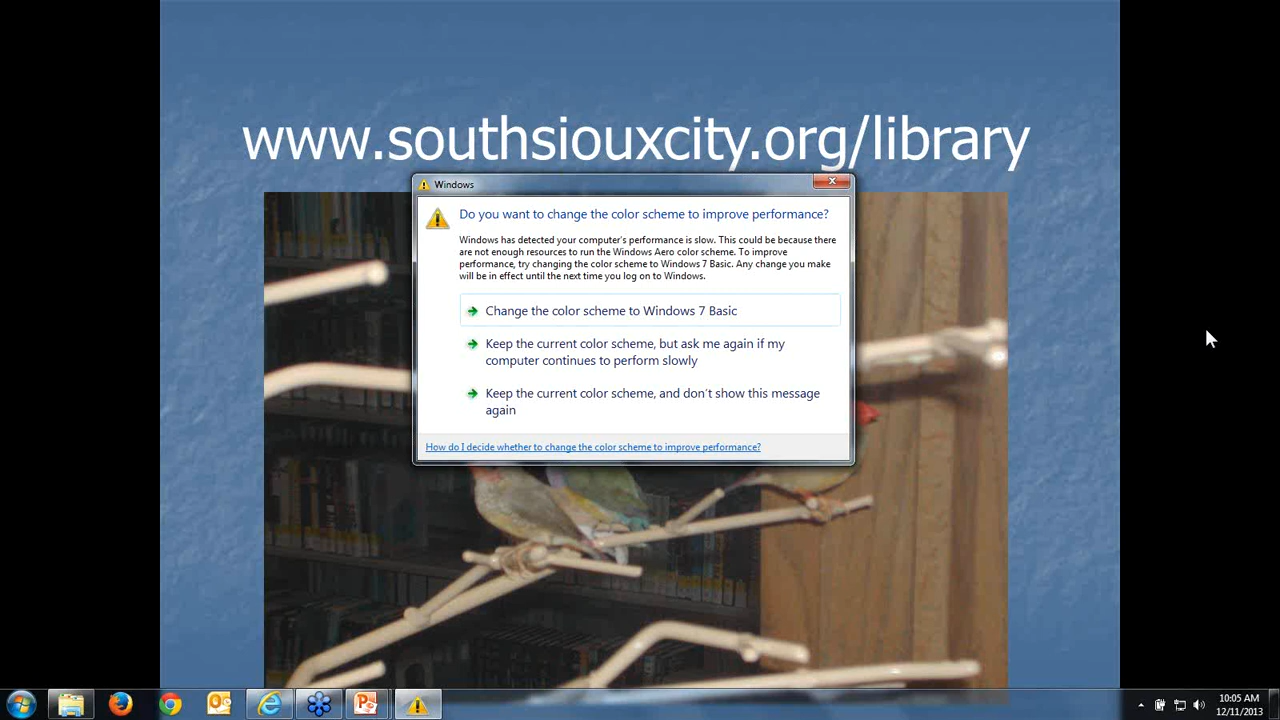 www.southsiouxcity.org/library
Windows
Do you want to change the color scheme to improve performance?
Windows has detected your computer's performance is slow. This could be because there
are not enough resources to run the Windows Aero color scheme. To improve
performance, try changing the color scheme to Windows 7 Basic. Any change you make
will be in effect until the next time you log on to Windows.
Change the color scheme to Windows 7 Basic
Keep the current color scheme, but ask me again if my
computer continues to perform slowly
Keep the current color scheme, and don't show this message
again
How do I decide whether to change the color scheme to improve performance?
10:05 AM
12/11/2013